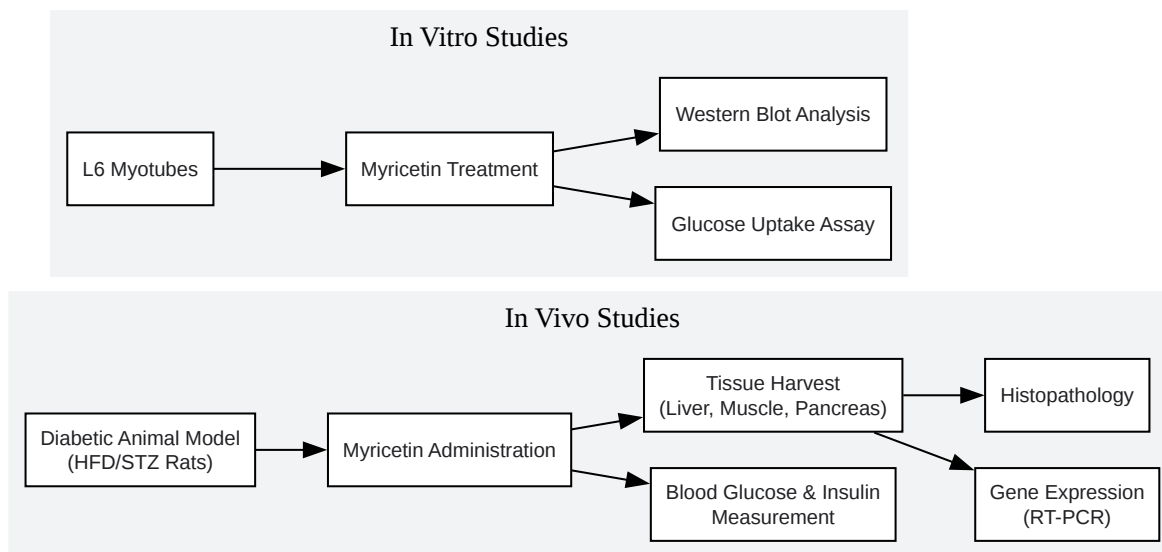 In Vitro Studies
L6 Myotubes
Myricetin Treatment
Western Blot Analysis
Glucose Uptake Assay
In Vivo Studies
Diabetic Animal Model
(HFD/STZ Rats)
Myricetin Administration
Tissue Harvest
(Liver, Muscle, Pancreas)
Blood Glucose & Insulin
Measurement
Histopathology
Gene Expression
(RT-PCR)